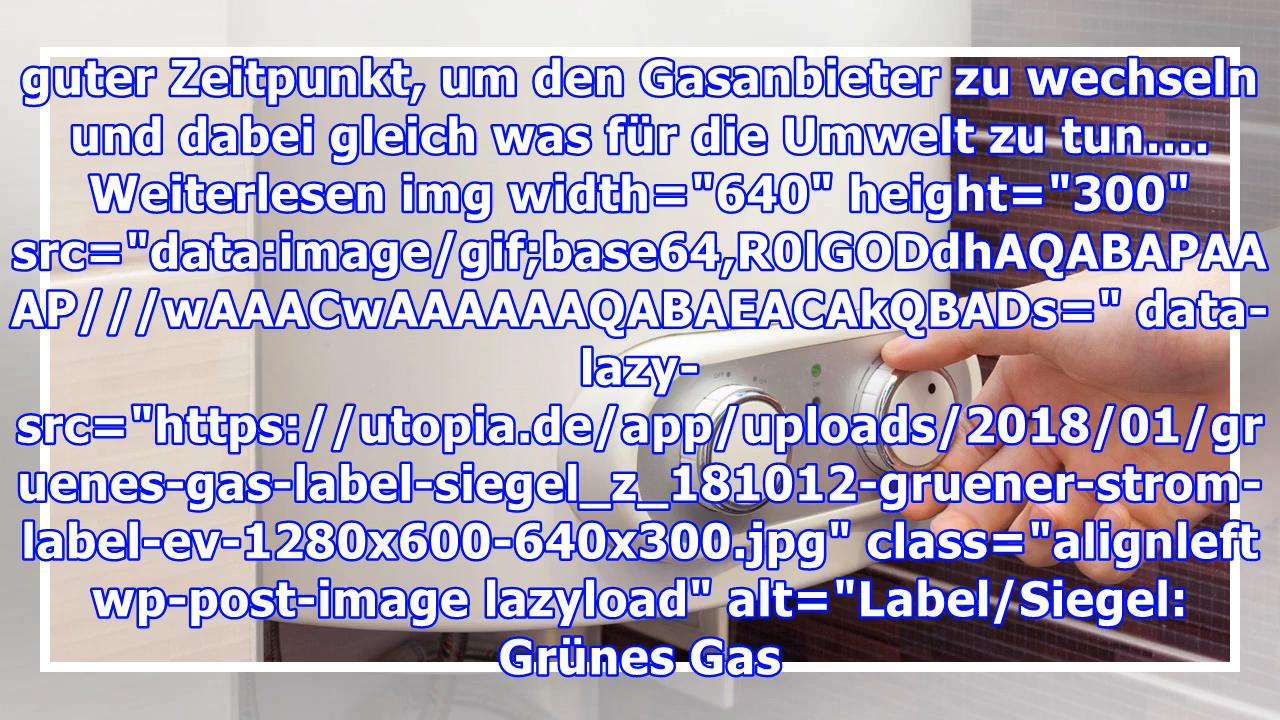 guter Zeitpunkt, um den Gasanbieter zu wechseln
und dabei gleich was für die Umwelt zu tun....
Weiterlesen img width="640" height="300"
src="data:image/gif;base64,R0lGODdhAQABAPAA
AP///wAAACwAAAAAAQABAEACAkQBADs=" data-
lazy-
src="https://utopia.de/app/uploads/2018/01/gr
uenes-gas-label-siegel_z_181012-gruener-strom-
label-ev-1280x600-640x300.jpg" class="alignleft
wp-post-image lazyload" alt="Label/Siegel:
Grünes Gas